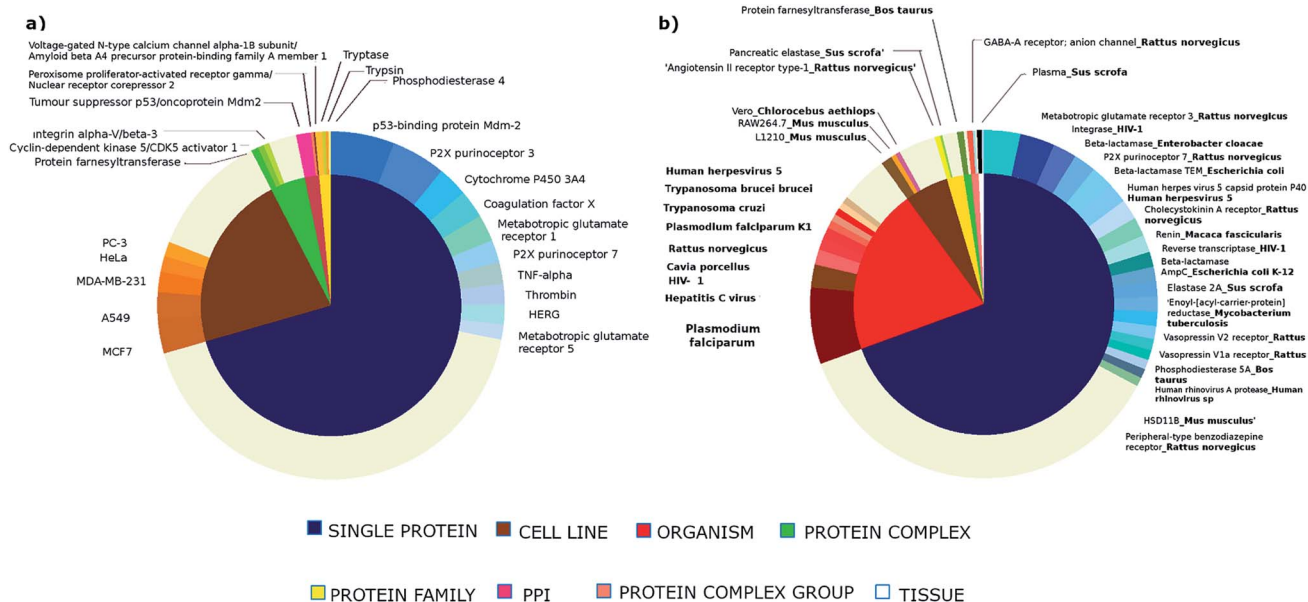 a)
Voltage-gated N-type calcium channel alpha-1B subunit/
Amyloid beta A4 precursor protein-binding family A member 1
Peroxisome proliferator-activated receptor gamma/
Nuclear receptor corepressor 2
Tumour suppressor p53/oncoprotein Mdm2
Integrin alpha-V/beta-3
Cyclin-dependent kinase 5/CDK5 activator 1
Protein farnesyltransferase
Tryptase
Trypsin
Phosphodiesterase 4
p53-binding protein Mdm-2
P2X purinoceptor 3
Cytochrome P450 3A4
Coagulation factor X
Metabotropic glutamate
receptor 1
P2X purinoceptor 7
TNF-alpha
Thrombin
HERG
Metabotropic glutamate
receptor 5
PC-3
HeLa
MDA-MB-231
A549
MCF7
b)
Protein farnesyltransferase_Bos taurus
Pancreatic elastase_Sus scrofa'
'Angiotensin II receptor type-1_Rattus norvegicus'
Vero_Chlorocebus aethlops
RAW264.7_Mus musculus
L1210_Mus musculus
GABA-A receptor; anion channel_Rattus norvegicus
Plasma_Sus scrofa
Human herpesvirus 5
Trypanosoma brucei brucei
Trypanosoma cruzi
Plasmodlum falciparum K1
Rattus norvegicus
Cavia porcellus
HIV- 1
Hepatitis C virus
Plasmodium
falciparum
Metabotropic glutamate receptor 3_Rattus norvegicus
Integrase_HIV-1
Beta-lactamase_Enterobacter cloacae
P2X purinoceptor 7_Rattus norvegicus
Beta-lactamase TEM_Escherichia coli
Human herpes virus 5 capsid protein P40
Human herpesvirus 5
Cholecystokinin A receptor_Rattus
norvegicus
Renin_Macaca fascicularis
Reverse transcriptase_HIV-1
Beta-lactamase
AmpC_Escherichia coli K-12
Elastase 2A_Sus scrofa
'Enoyl-[acyl-carrier-protein]
reductase_Mycobacterium
tuberculosis
Vasopressin V2 receptor_Rattus
Vasopressin V1a receptor_Rattus
Phosphodiesterase 5A_Bos
taurus
Human rhinovirus A protease_Human
rhinovirus sp
HSD11B_Mus musculus'
Peripheral-type benzodiazepine
receptor_Rattus norvegicus
SINGLE PROTEIN
CELL LINE
ORGANISM
PROTEIN COMPLEX
PROTEIN FAMILY
PPI
PROTEIN COMPLEX GROUP
TISSUE